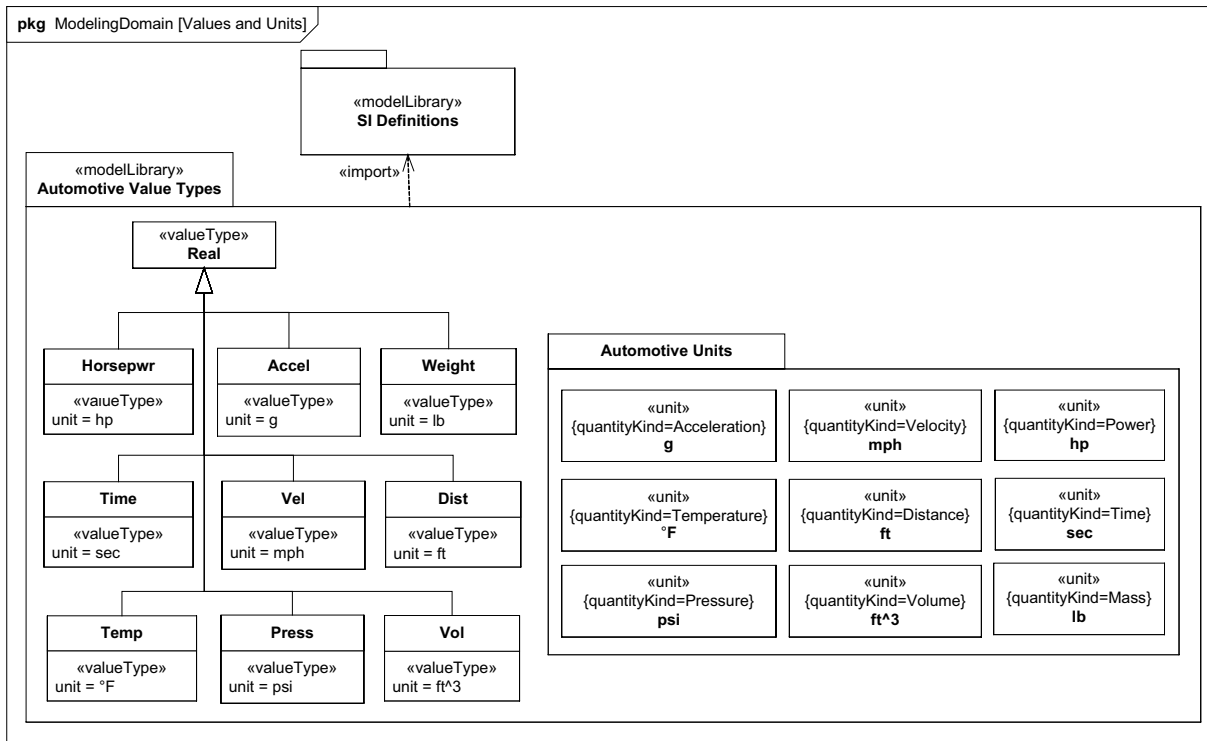 pkg ModelingDomain [Values and Units]
«modelLibrary»
SI Definitions
«import»
«modelLibrary»
Automotive Value Types
«valueType»
Real
Horsepwr
«valueType»
unit = hp
Accel
«valueType»
unit = g
Weight
«valueType»
unit = lb
Time
«valueType»
unit = sec
Vel
«valueType»
unit = mph
Dist
«valueType»
unit = ft
Temp
«valueType»
unit = °F
Press
«valueType»
unit = psi
Vol
«valueType»
unit = ft^3
Automotive Units
«unit»
{quantityKind=Acceleration}
g
«unit»
{quantityKind=Velocity}
mph
«unit»
{quantityKind=Power}
hp
«unit»
{quantityKind=Temperature}
°F
«unit»
{quantityKind=Distance}
ft
«unit»
{quantityKind=Time}
sec
«unit»
{quantityKind=Pressure}
psi
«unit»
{quantityKind=Volume}
ft^3
«unit»
{quantityKind=Mass}
lb